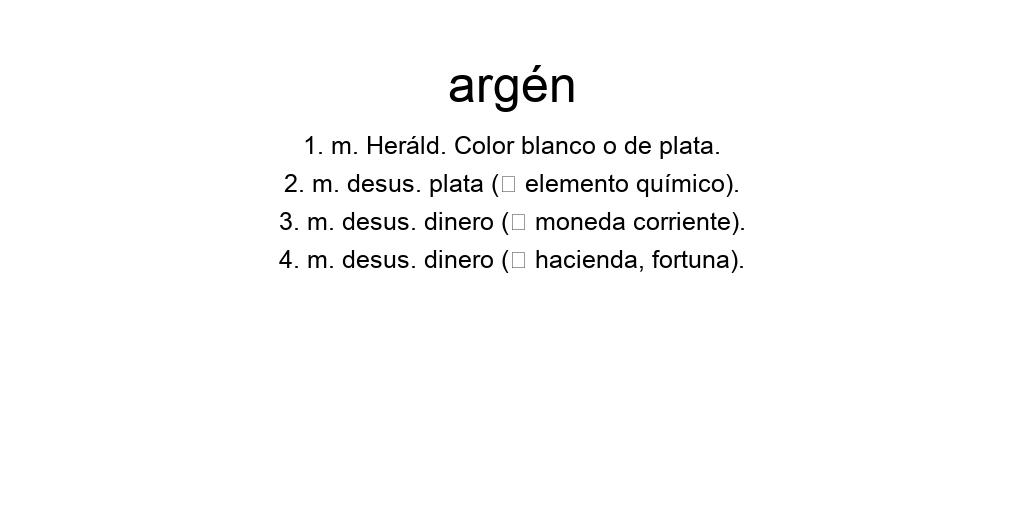 argén
1. m. Heráld. Color blanco o de plata.
2. m. desus. plata (▯ elemento químico).
3. m. desus. dinero (▯ moneda corriente).
4. m. desus. dinero (▯ hacienda, fortuna).